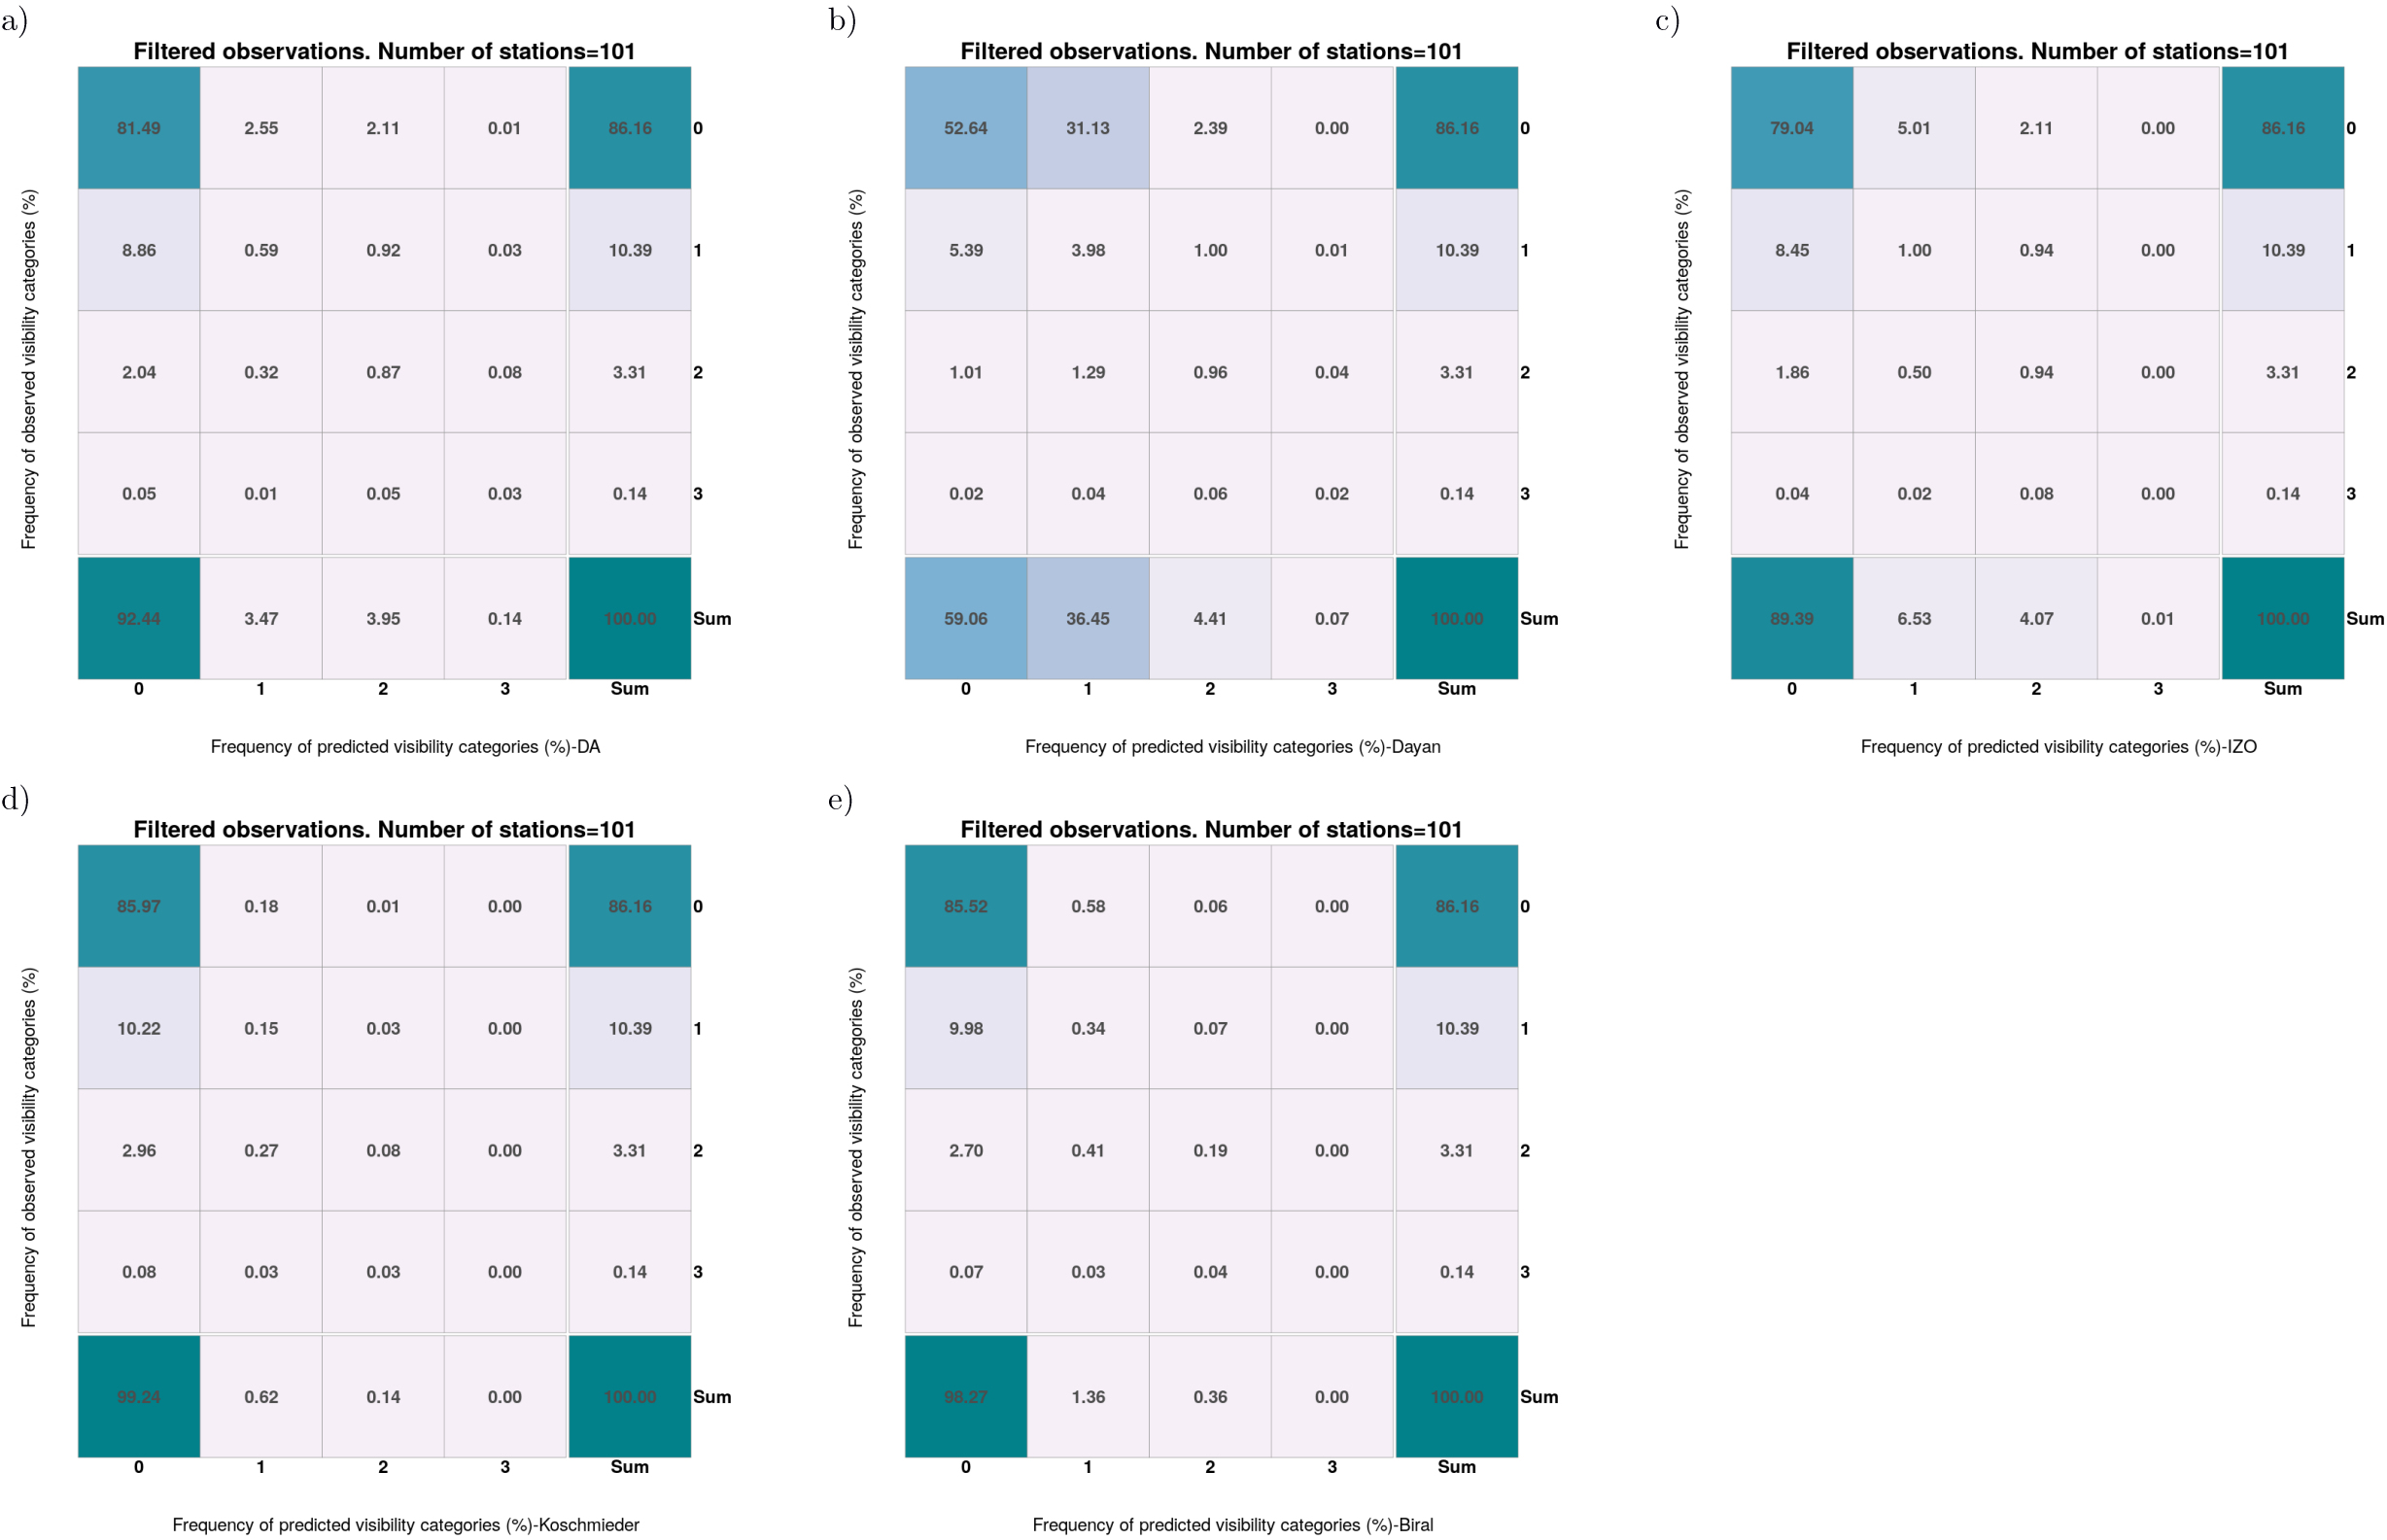 a)
Filtered observations. Number of stations=101
Frequency of observed visibility categories (%)
81.49 2.55 2.11 0.01 86.16 0
8.86 0.59 0.92 0.03 10.39 1
2.04 0.32 0.87 0.08 3.31 2
0.05 0.01 0.05 0.03 0.14 3
92.44 3.47 3.95 0.14 100.00 Sum
0 1 2 3 Sum
Frequency of predicted visibility categories (%)-DA
b)
Filtered observations. Number of stations=101
Frequency of observed visibility categories (%)
52.64 31.13 2.39 0.00 86.16 0
5.39 3.98 1.00 0.01 10.39 1
1.01 1.29 0.96 0.04 3.31 2
0.02 0.04 0.06 0.02 0.14 3
59.06 36.45 4.41 0.07 100.00 Sum
0 1 2 3 Sum
Frequency of predicted visibility categories (%)-Dayan
c)
Filtered observations. Number of stations=101
Frequency of observed visibility categories (%)
79.04 5.01 2.11 0.00 86.16 0
8.45 1.00 0.94 0.00 10.39 1
1.86 0.50 0.94 0.00 3.31 2
0.04 0.02 0.08 0.00 0.14 3
89.39 6.53 4.07 0.01 100.00 Sum
0 1 2 3 Sum
Frequency of predicted visibility categories (%)-IZO
d)
Filtered observations. Number of stations=101
Frequency of observed visibility categories (%)
85.97 0.18 0.01 0.00 86.16 0
10.22 0.15 0.03 0.00 10.39 1
2.96 0.27 0.08 0.00 3.31 2
0.08 0.03 0.03 0.00 0.14 3
99.24 0.62 0.14 0.00 100.00 Sum
0 1 2 3 Sum
Frequency of predicted visibility categories (%)-Koschmieder
e)
Filtered observations. Number of stations=101
Frequency of observed visibility categories (%)
85.52 0.58 0.06 0.00 86.16 0
9.98 0.34 0.07 0.00 10.39 1
2.70 0.41 0.19 0.00 3.31 2
0.07 0.03 0.04 0.00 0.14 3
98.27 1.36 0.36 0.00 100.00 Sum
0 1 2 3 Sum
Frequency of predicted visibility categories (%)-Biral